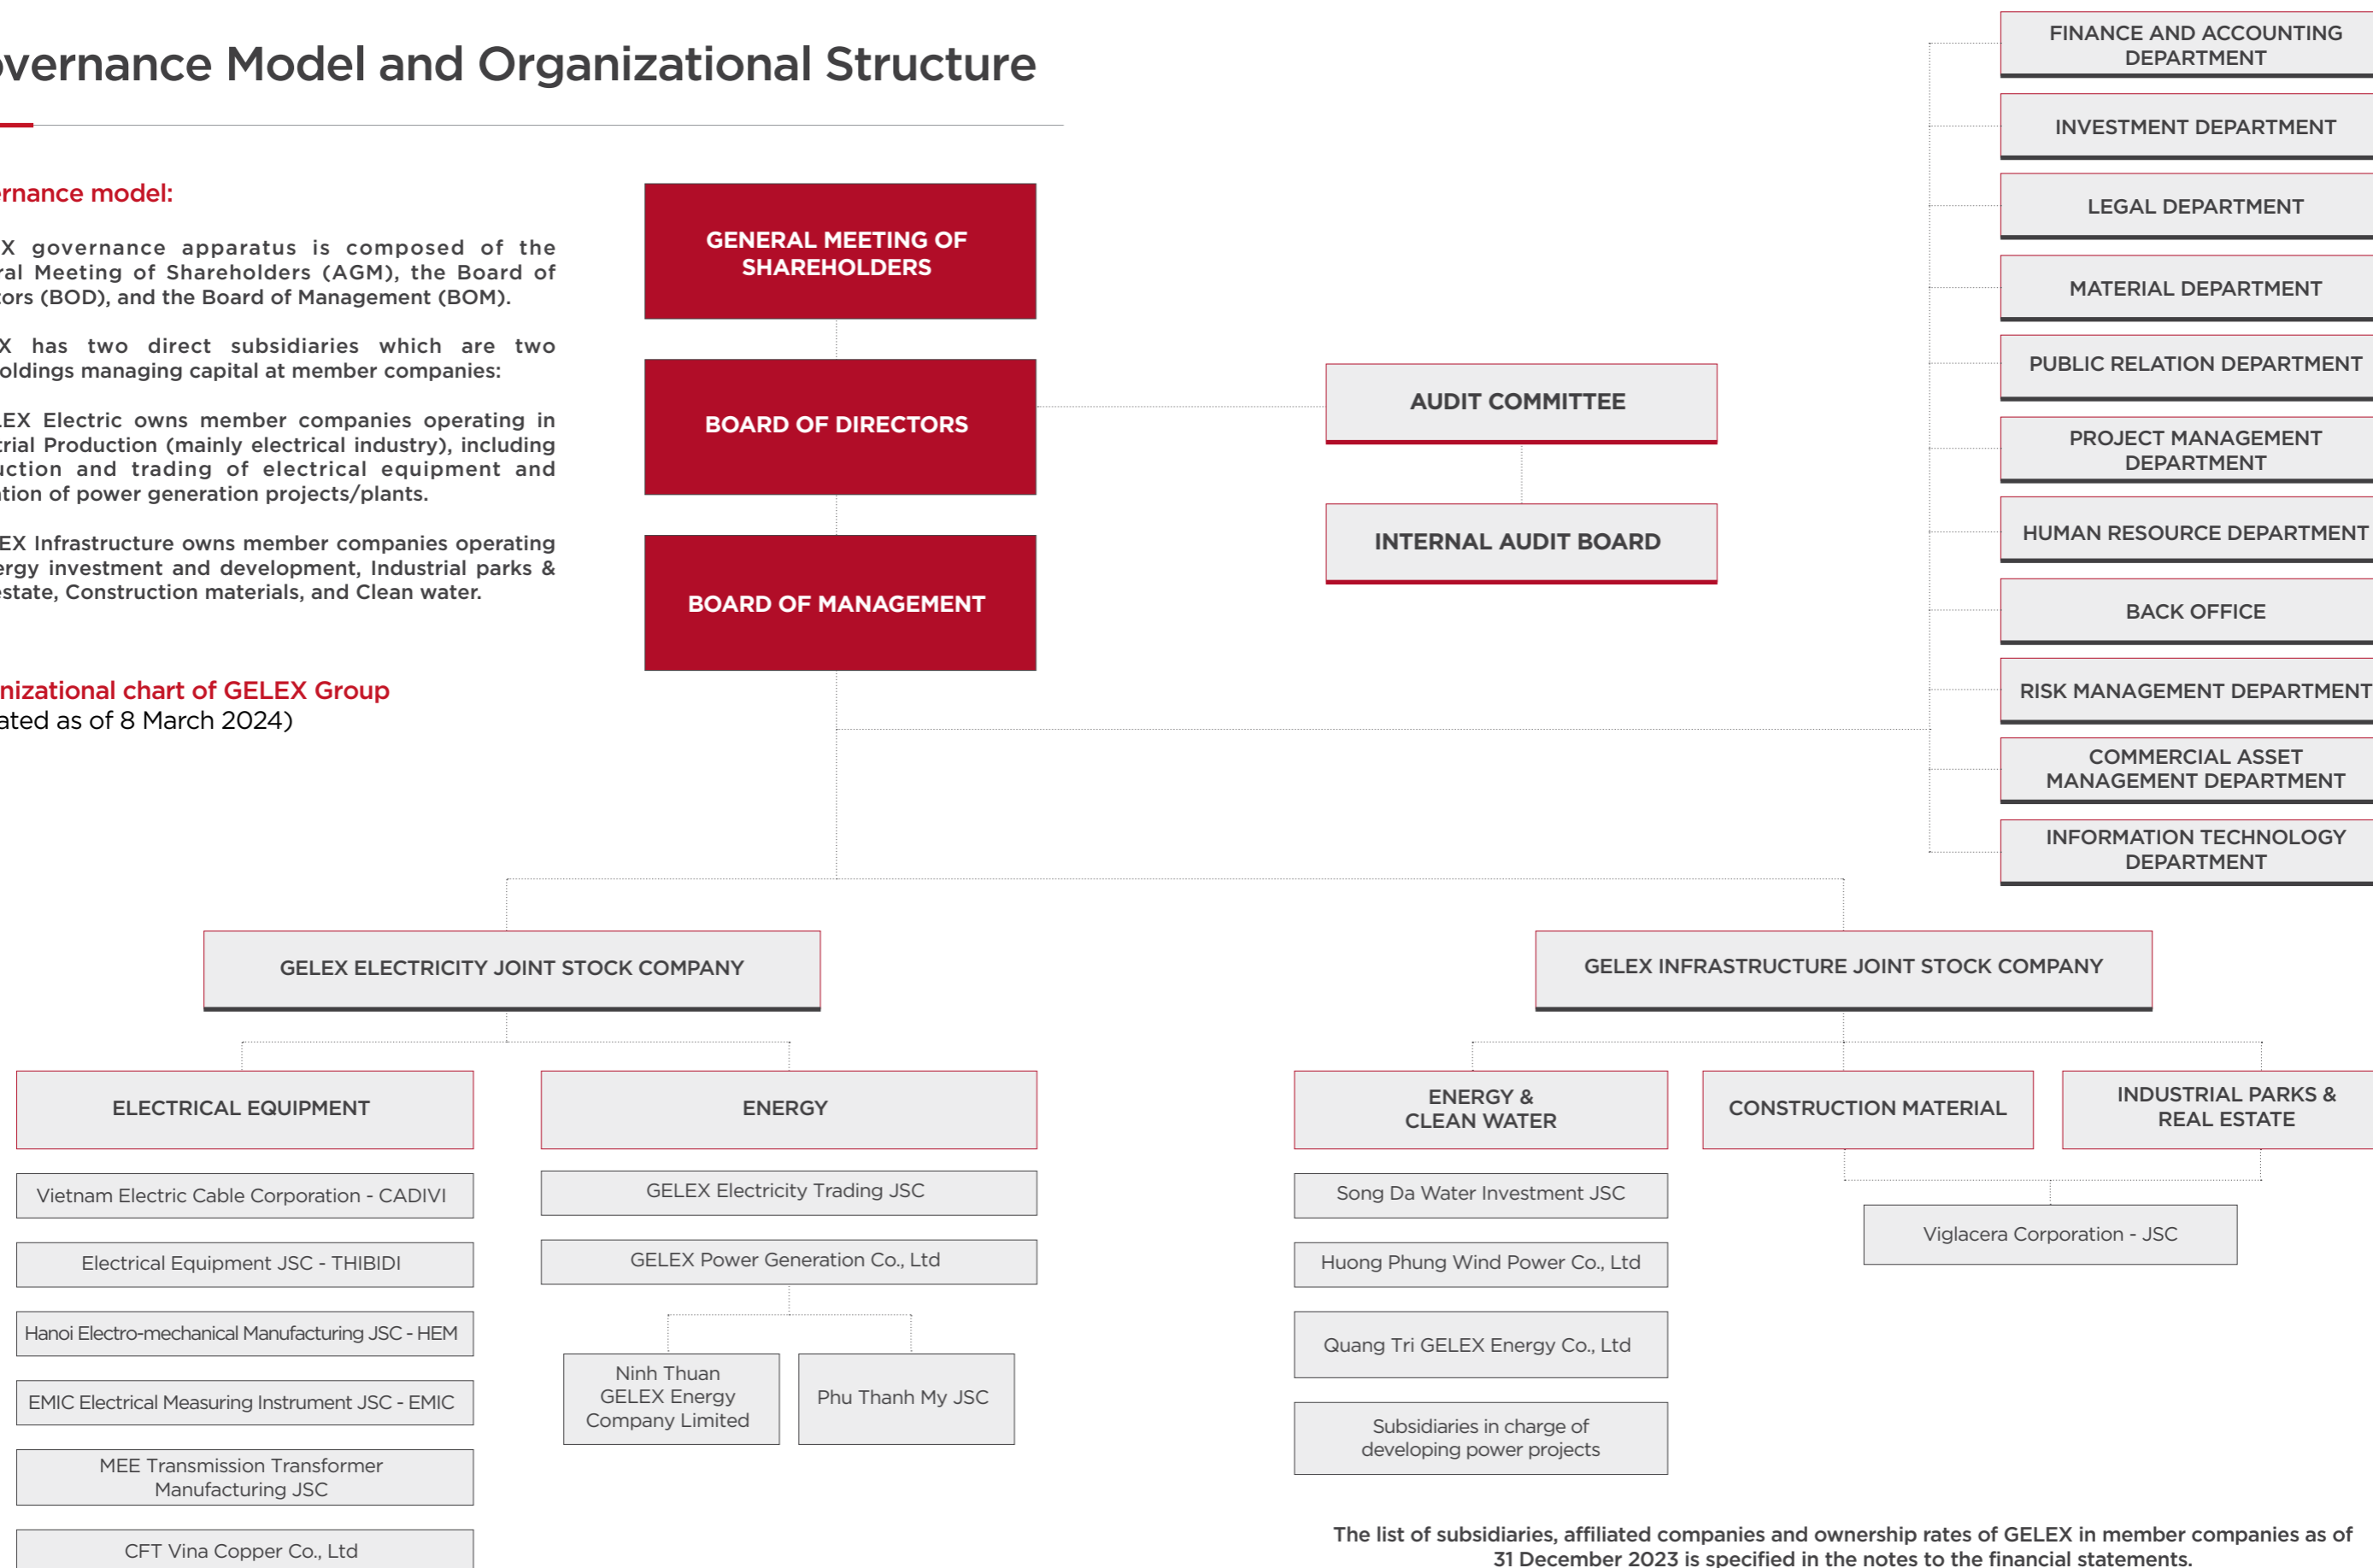 overnance Model and Organizational Structure
ernance model:
X governance apparatus is composed of the
ral Meeting of Shareholders (AGM), the Board of
tors (BOD), and the Board of Management (BOM).
X has two direct subsidiaries which are two
oldings managing capital at member companies:
LEX Electric owns member companies operating in
trial Production (mainly electrical industry), including
uction and trading of electrical equipment and
ation of power generation projects/plants.
EX Infrastructure owns member companies operating
ergy investment and development, Industrial parks &
estate, Construction materials, and Clean water.
nizational chart of GELEX Group
ated as of 8 March 2024)
GENERAL MEETING OF
SHAREHOLDERS
BOARD OF DIRECTORS
BOARD OF MANAGEMENT
AUDIT COMMITTEE
INTERNAL AUDIT BOARD
FINANCE AND ACCOUNTING
DEPARTMENT
INVESTMENT DEPARTMENT
LEGAL DEPARTMENT
MATERIAL DEPARTMENT
PUBLIC RELATION DEPARTMENT
PROJECT MANAGEMENT
DEPARTMENT
HUMAN RESOURCE DEPARTMENT
BACK OFFICE
RISK MANAGEMENT DEPARTMENT
COMMERCIAL ASSET
MANAGEMENT DEPARTMENT
INFORMATION TECHNOLOGY
DEPARTMENT
GELEX ELECTRICITY JOINT STOCK COMPANY
ELECTRICAL EQUIPMENT
Vietnam Electric Cable Corporation - CADIVI
Electrical Equipment JSC - THIBIDI
Hanoi Electro-mechanical Manufacturing JSC - HEM
EMIC Electrical Measuring Instrument JSC - EMIC
MEE Transmission Transformer
Manufacturing JSC
CFT Vina Copper Co., Ltd
ENERGY
GELEX Electricity Trading JSC
GELEX Power Generation Co., Ltd
Ninh Thuan
GELEX Energy
Company Limited
Phu Thanh My JSC
GELEX INFRASTRUCTURE JOINT STOCK COMPANY
ENERGY &
CLEAN WATER
Song Da Water Investment JSC
Huong Phung Wind Power Co., Ltd
Quang Tri GELEX Energy Co., Ltd
Subsidiaries in charge of
developing power projects
CONSTRUCTION MATERIAL
INDUSTRIAL PARKS &
REAL ESTATE
Viglacera Corporation - JSC
The list of subsidiaries, affiliated companies and ownership rates of GELEX in member companies as of
31 December 2023 is specified in the notes to the financial statements.